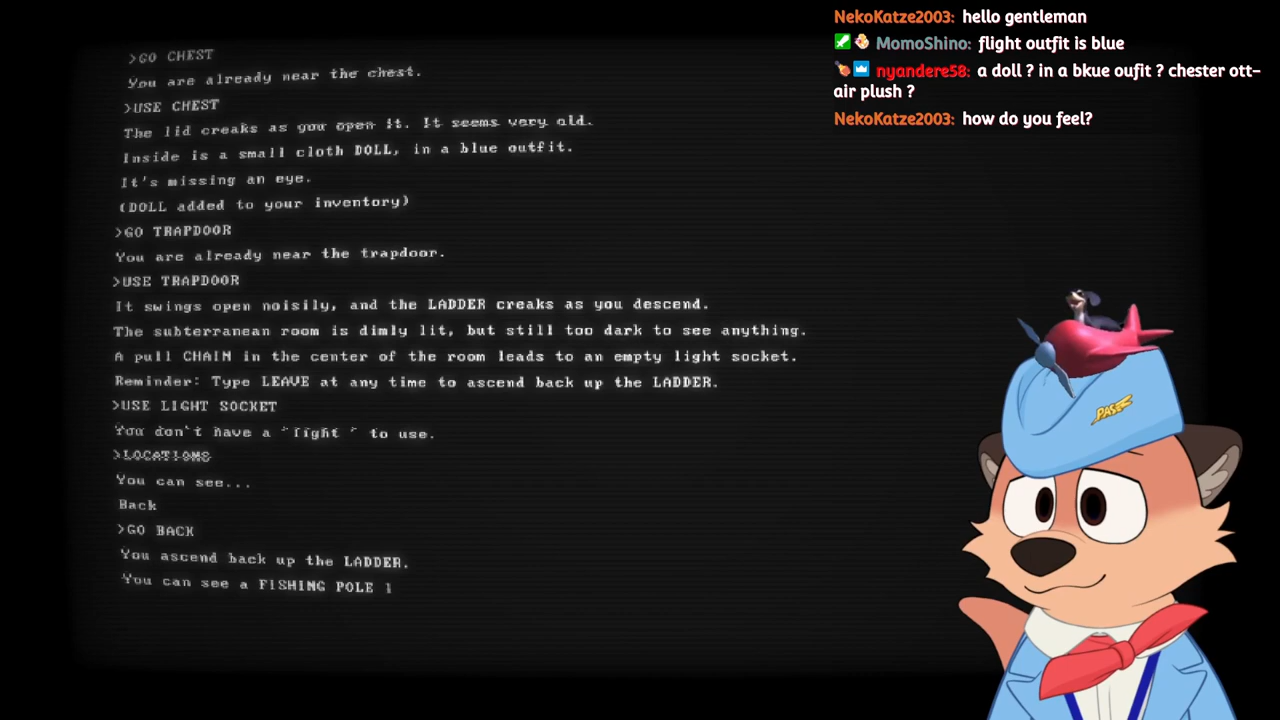 >GO CHEST
You are already near the chest.
>USE CHEST
The lid creaks as you open it. It seems very old.
Inside is a small cloth DOLL, in a blue outfit.
It's missing an eye.
(DOLL added to your inventory)
>GO TRAPDOOR
You are already near the trapdoor.
>USE TRAPDOOR
It swings open noisily, and the LADDER creaks as you descend.
The subterranean room is dimly lit, but still too dark to see anything.
A pull CHAIN in the center of the room leads to an empty light socket.
Reminder: Type LEAVE at any time to ascend back up the LADDER.
>USE LIGHT SOCKET
You don't have a "light " to use.
>LOCATIONS
You can see...
Back
>GO BACK
You ascend back up the LADDER.
You can see a FISHING POLE l
NekoKatze2003: hello gentleman
MomoShino: flight outfit is blue
nyandere58: a doll ? in a bkue oufit ? chester ott-
air plush ?
NekoKatze2003: how do you feel?